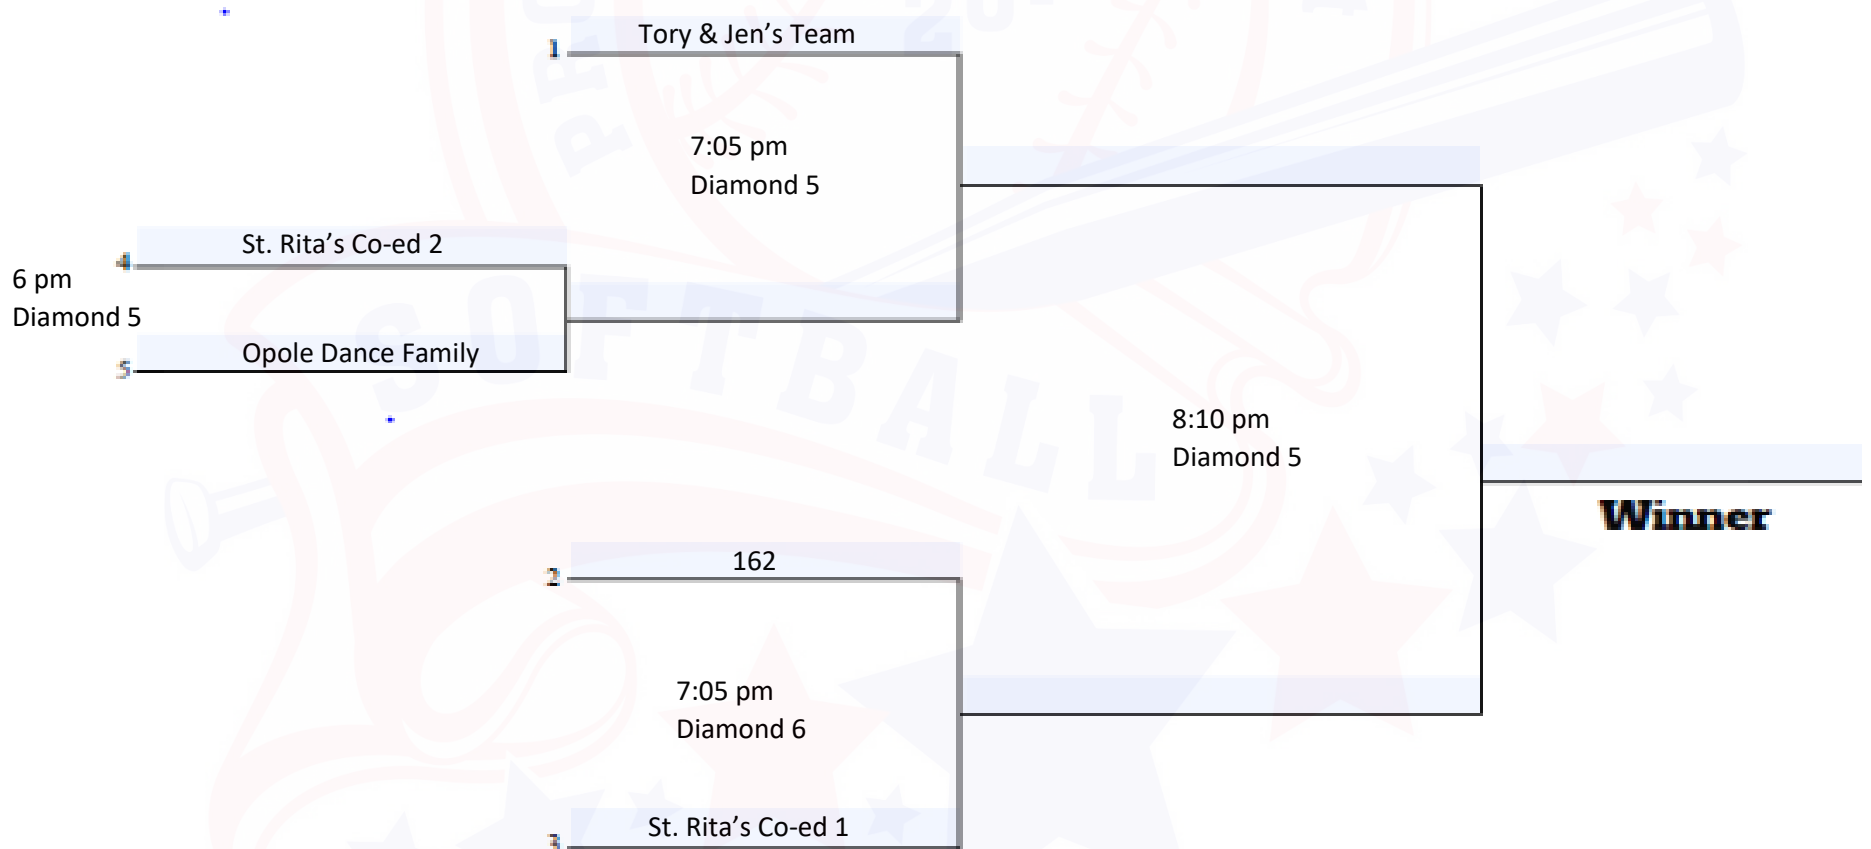 1 Tory & Jen’s Team
7:05 pm
Diamond 5
4 St. Rita’s Co-ed 2
6 pm
Diamond 5
5 Opole Dance Family
SOFTBALL
8:10 pm
Diamond 5
Winner
2 162
7:05 pm
Diamond 6
3 St. Rita’s Co-ed 1